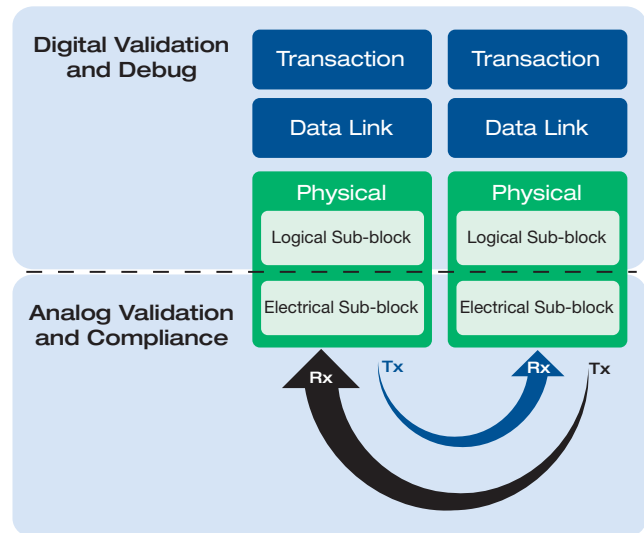 Digital Validation
and Debug
Transaction
Transaction
Data Link
Data Link
Physical
Physical
Logical Sub-block
Logical Sub-block
Analog Validation
and Compliance
Electrical Sub-block
Electrical Sub-block
Rx
Tx
Rx
Tx